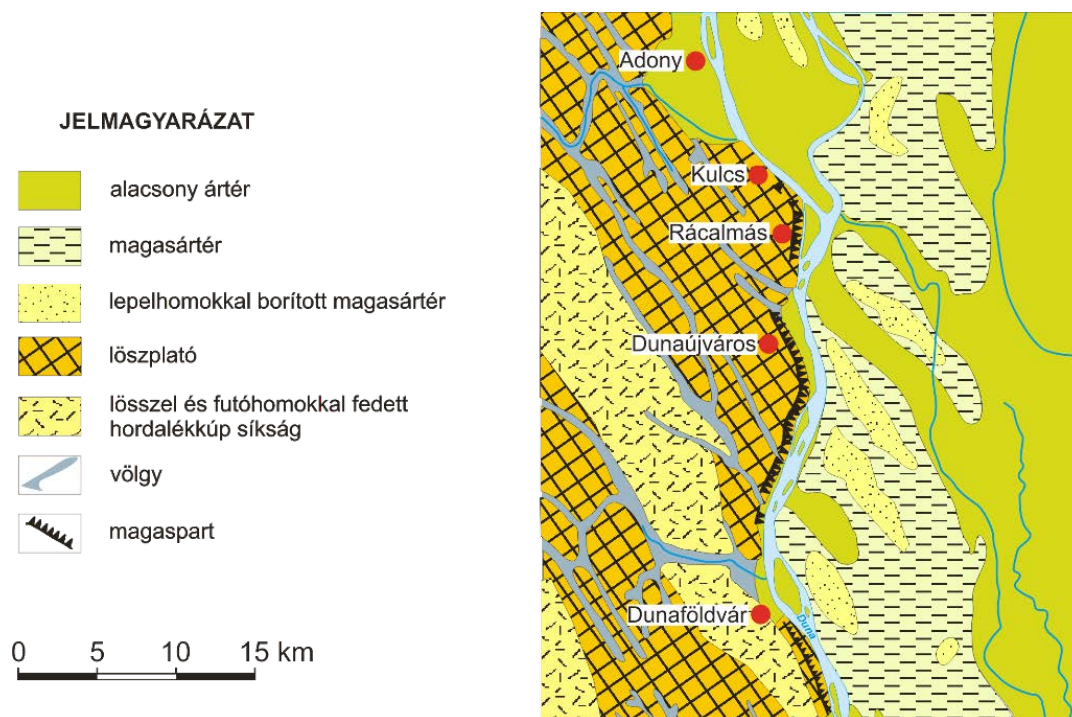 JELMAGYARÁZAT
alacsony ártér
magasártér
lepelhomokkal borított magasártér
löszplató
lösszel és futóhomokkal fedett
hordalékkúp síkság
völgy
magaspart
0 5 10 15 km
Adony
Kulcs
Rácalmás
Dunaújváros
Dunaföldvár
Duna